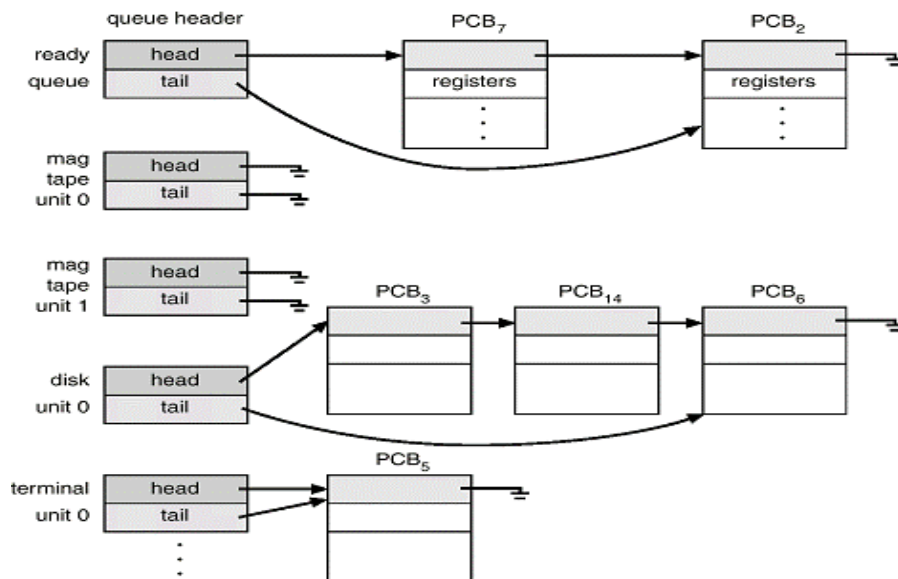 queue header
PCB7
PCB2
ready
queue
head
tail
registers
registers
mag
tape
unit 0
head
tail
mag
tape
unit 1
head
tail
PCB3
PCB14
PCB6
disk
unit 0
head
tail
PCB5
terminal
unit 0
head
tail